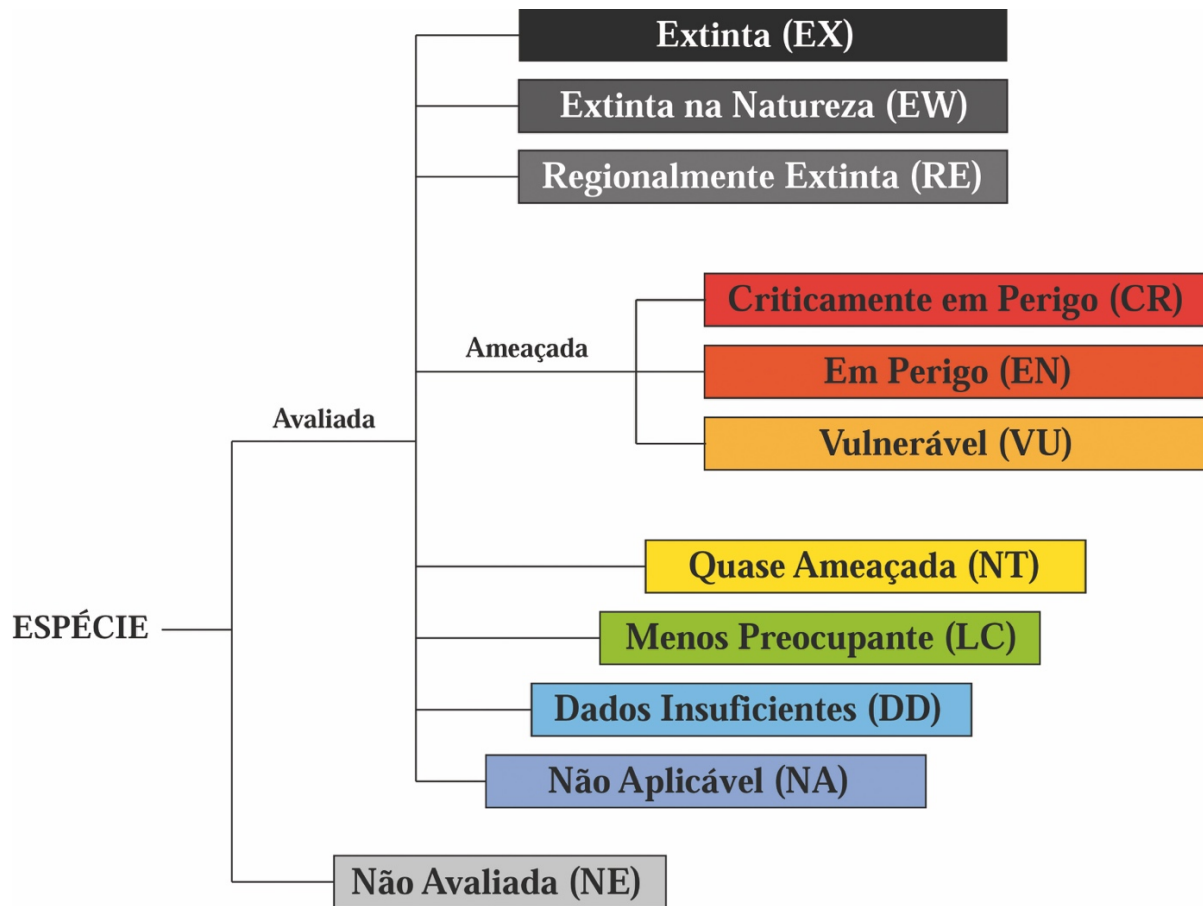 Extinta (EX)
Extinta na Natureza (EW)
Regionalmente Extinta (RE)
Criticamente em Perigo (CR)
Ameaçada
Em Perigo (EN)
Avaliada
Vulnerável (VU)
Quase Ameaçada (NT)
ESPÉCIE
Menos Preocupante (LC)
Dados Insuficientes (DD)
Não Aplicável (NA)
Não Avaliada (NE)